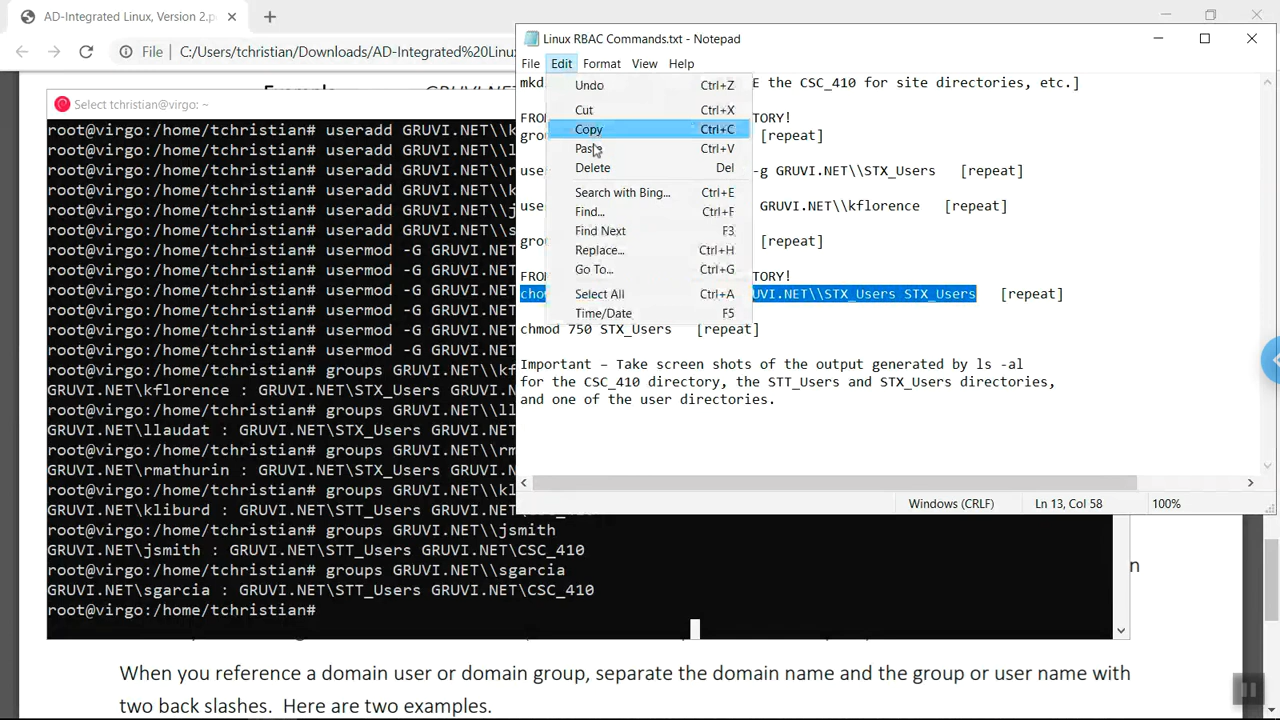 AD-Integrated Linux, Version 2.p
File C:/Users/tchristian/Downloads/AD-Integrated%20Linu
Select tchristian@virgo: ~
root@virgo:/home/tchristian# useradd GRUVI.NET\\k
root@virgo:/home/tchristian# useradd GRUVI.NET\\l
root@virgo:/home/tchristian# useradd GRUVI.NET\\r
root@virgo:/home/tchristian# useradd GRUVI.NET\\k
root@virgo:/home/tchristian# useradd GRUVI.NET\\j
root@virgo:/home/tchristian# useradd GRUVI.NET\\s
root@virgo:/home/tchristian# usermod -G GRUVI.NET
root@virgo:/home/tchristian# usermod -G GRUVI.NET
root@virgo:/home/tchristian# usermod -G GRUVI.NET
root@virgo:/home/tchristian# usermod -G GRUVI.NET
root@virgo:/home/tchristian# usermod -G GRUVI.NET
root@virgo:/home/tchristian# usermod -G GRUVI.NET
root@virgo:/home/tchristian# groups GRUVI.NET\\kf
GRUVI.NET\kflorence : GRUVI.NET\STX_Users GRUVI.N
root@virgo:/home/tchristian# groups GRUVI.NET\\ll
GRUVI.NET\llaudat : GRUVI.NET\STX_Users GRUVI.NET
root@virgo:/home/tchristian# groups GRUVI.NET\\rm
GRUVI.NET\rmathurin : GRUVI.NET\STX_Users GRUVI.N
root@virgo:/home/tchristian# groups GRUVI.NET\\kl
GRUVI.NET\kliburd : GRUVI.NET\STT_Users GRUVI.NET
root@virgo:/home/tchristian# groups GRUVI.NET\\jsmith
GRUVI.NET\jsmith : GRUVI.NET\STT_Users GRUVI.NET\CSC_410
root@virgo:/home/tchristian# groups GRUVI.NET\\sgarcia
GRUVI.NET\sgarcia : GRUVI.NET\STT_Users GRUVI.NET\CSC_410
root@virgo:/home/tchristian#
Linux RBAC Commands.txt - Notepad
File Edit Format View Help
Undo Ctrl+Z
Cut Ctrl+X
Copy Ctrl+C
Paste Ctrl+V
Delete Del
Search with Bing... Ctrl+E
Find... Ctrl+F
Find Next F3
Replace... Ctrl+H
Go To... Ctrl+G
Select All Ctrl+A
Time/Date F5
mkd E the CSC_410 for site directories, etc.]
FRO TORY!
gro [repeat]
use -g GRUVI.NET\\STX_Users [repeat]
use GRUVI.NET\\kflorence [repeat]
gro [repeat]
FRO TORY!
cho UVI.NET\\STX_Users STX_Users [repeat]
chmod 750 STX_Users [repeat]
Important – Take screen shots of the output generated by ls -al
for the CSC_410 directory, the STT_Users and STX_Users directories,
and one of the user directories.
Windows (CRLF) Ln 13, Col 58 100%
n
When you reference a domain user or domain group, separate the domain name and the group or user name with
two back slashes. Here are two examples.